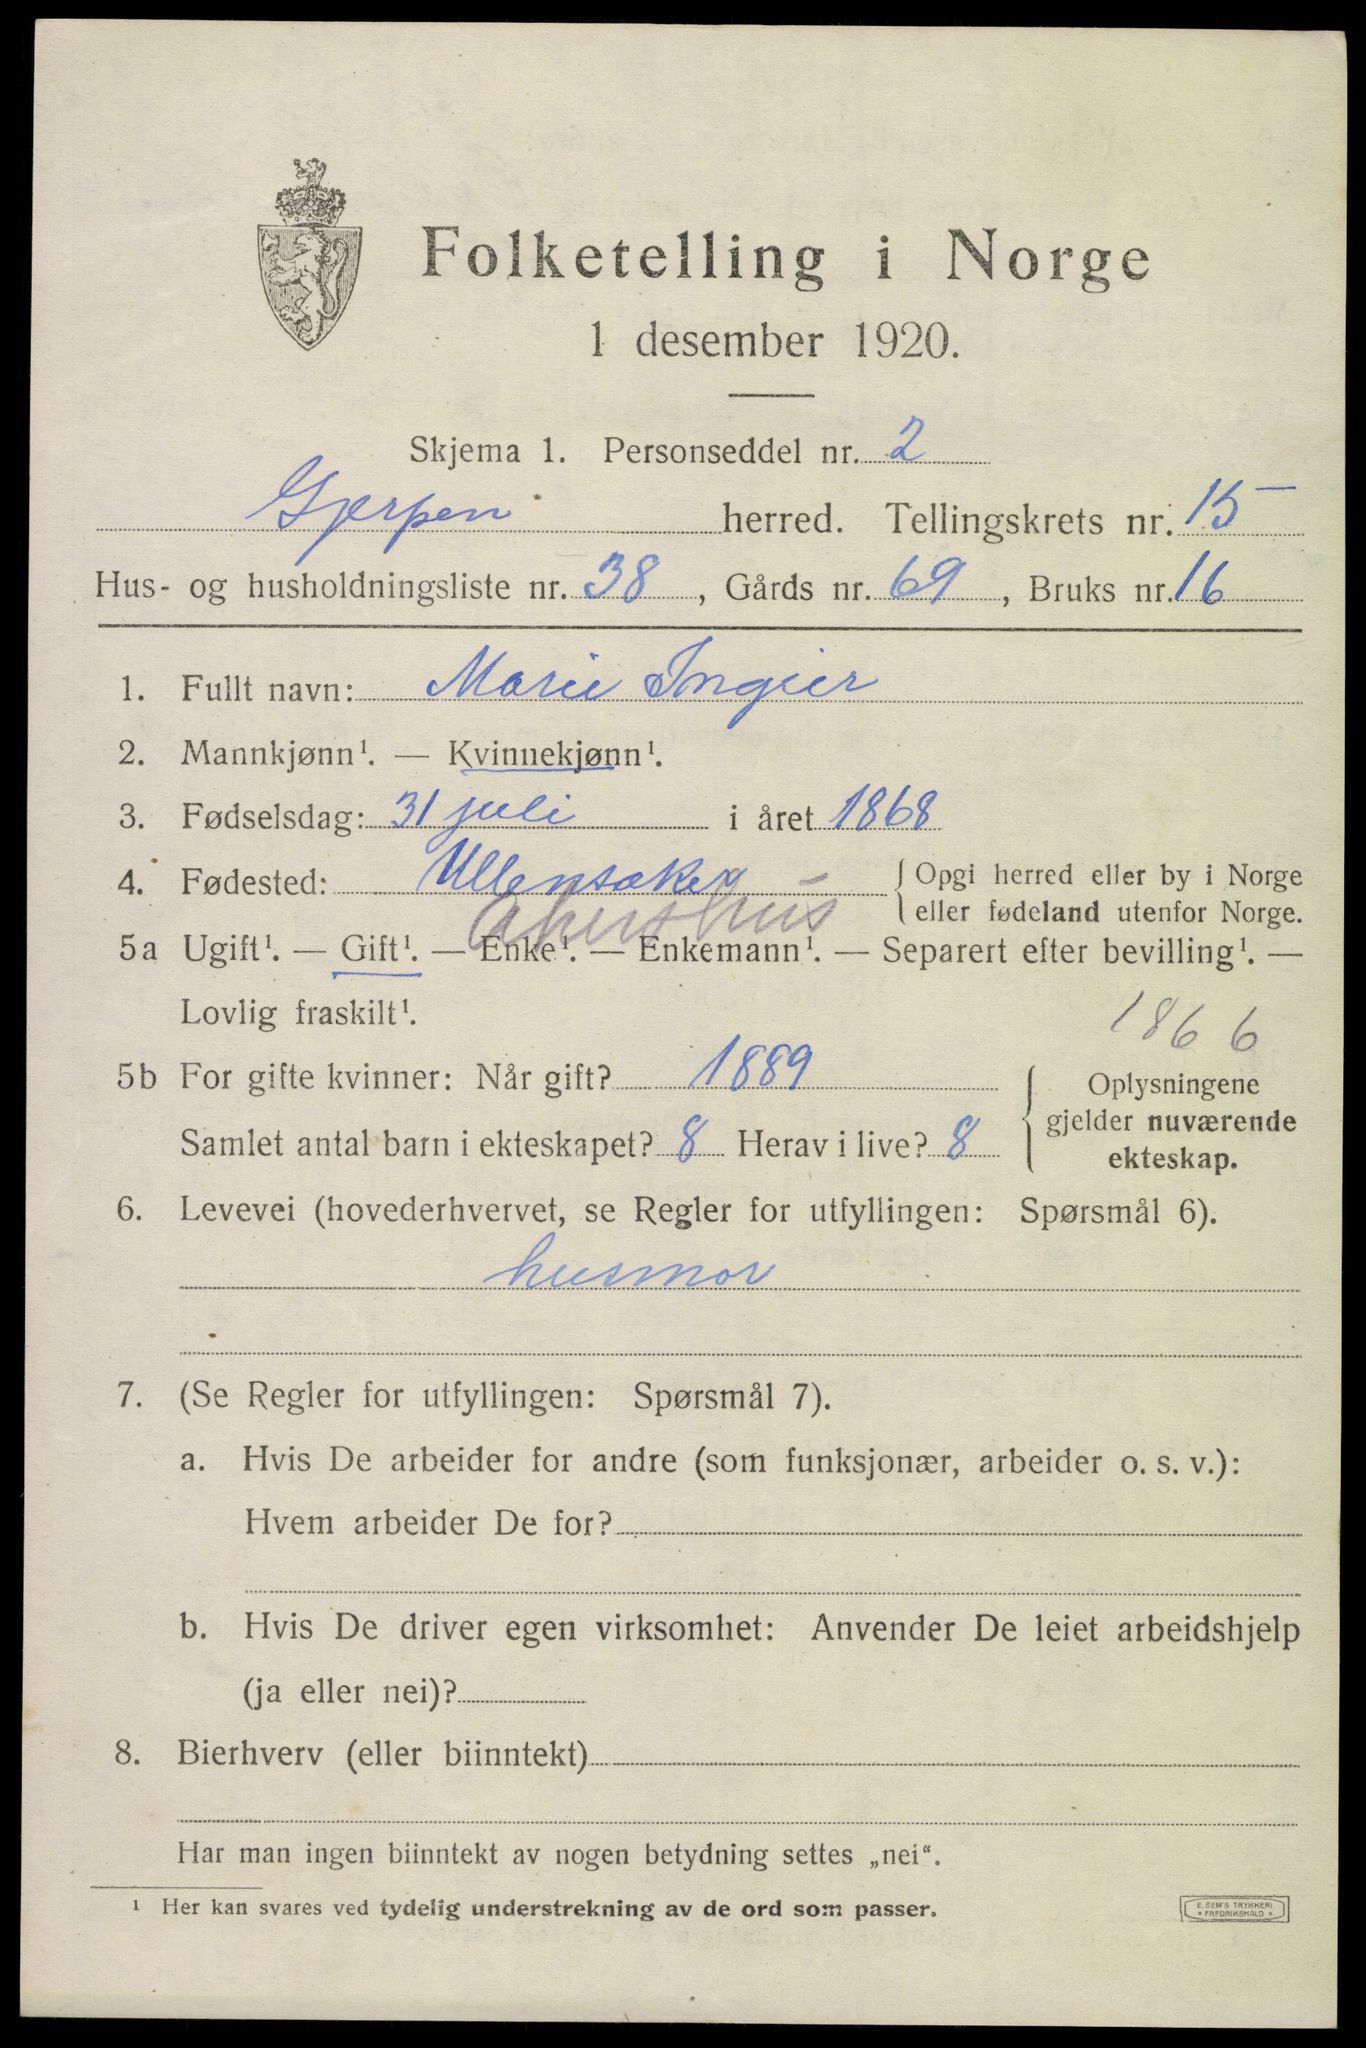 Folketelling i Norge
1 desember 1920.
Skjema 1. Personseddel nr. 2
Gjerpen herred. Tellingskrets nr. 15
Hus- og husholdningsliste nr. 38, Gårds nr. 69, Bruks nr. 16
1. Fullt navn: Marie Ingier
2. Mannkjønn¹. — Kvinnekjønn¹.
3. Fødselsdag: 31 juli i året 1868
4. Fødested: Ullensaker { Opgi herred eller by i Norge
eller fødeland utenfor Norge.
Akershus
5a Ugift¹. — Gift¹. — Enke¹. — Enkemann¹. — Separert efter bevilling¹. —
Lovlig fraskilt¹.
1866
5b For gifte kvinner: Når gift? 1889
Samlet antal barn i ekteskapet? 8 Herav i live? 8
Oplysningene
gjelder nuværende
ekteskap.
6. Levevei (hovederhvervet, se Regler for utfyllingen: Spørsmål 6).
husmor
7. (Se Regler for utfyllingen: Spørsmål 7).
a. Hvis De arbeider for andre (som funksjonær, arbeider o. s. v.):
Hvem arbeider De for?
b. Hvis De driver egen virksomhet: Anvender De leiet arbeidshjelp
(ja eller nei)?
8. Bierhverv (eller biinntekt)
Har man ingen biinntekt av nogen betydning settes „nei“.
¹ Her kan svares ved tydelig understrekning av de ord som passer.
E. SEM'S TRYKKERI
* FREDRIKSHALD *